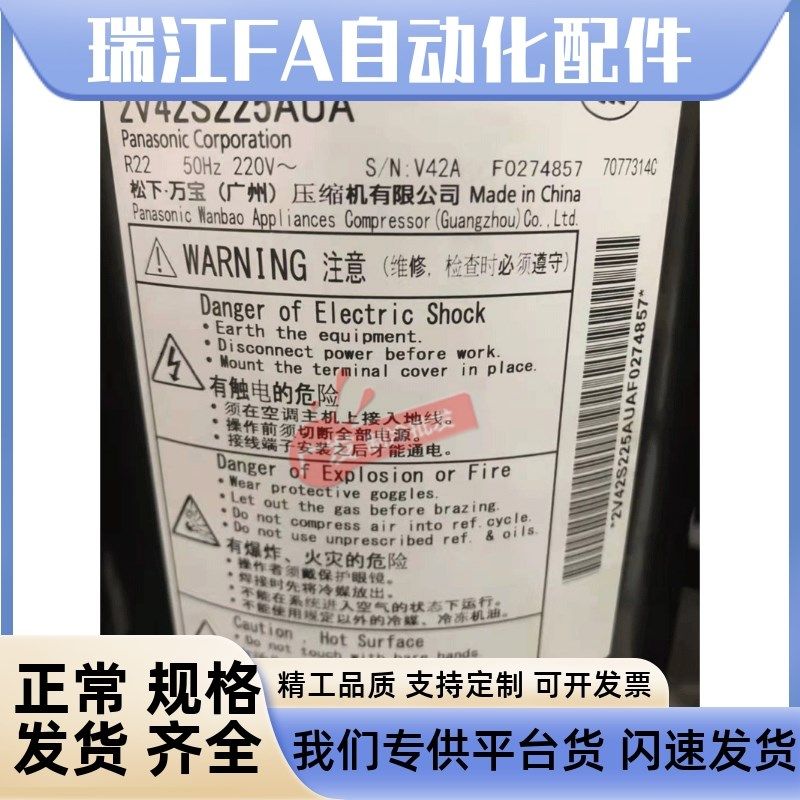 瑞江FA自动化配件
2V42S225AUA
Panasonic Corporation
R22 50Hz 220V～ S/N:V42A F0274857 7077314C
松下·万宝（广州）压缩机有限公司 Made in China
Panasonic Wanbao Appliances Compressor(Guangzhou)Co.,Ltd.
WARNING 注意 (维修, 检查时必须遵守)
Danger of Electric Shock
• Earth the equipment.
• Disconnect power before work.
• Mount the terminal cover in place.
有触电的危险
• 须在空调主机上接入地线。
• 操作前须切断全部电源。
• 接线端子安装之后才能通电。
Danger of Explosion or Fire
• Wear protective goggles.
• Let out the gas before brazing.
• Do not compress air into ref.cycle.
• Do not use unprescribed ref. & oils.
有爆炸、火灾的危险
• 操作者须戴保护眼镜。
• 焊接时先将冷媒放出。
• 不能在系统进入空气的状态下运行。
• 不能使用规定以外的冷媒、冷冻机油。
Caution, Hot Surface
• Do not touch with bare hands.
*2V42S225AUAF0274857*
正常发货
规格齐全
精工品质 支持定制 可开发票
我们专供平台货 闪速发货